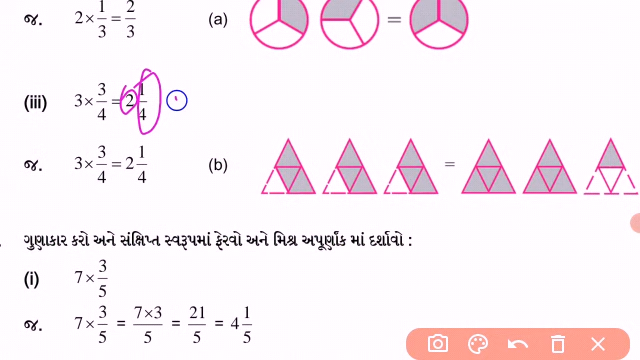 જ. 2 × 1/3 = 2/3 (a) =
(iii) 3 × 3/4 = 2 1/4
જ. 3 × 3/4 = 2 1/4 (b) =
ગુણાકાર કરો અને સંક્ષિપ્ત સ્વરૂપમાં ફેરવો અને મિશ્ર અપૂર્ણાંક માં દર્શાવો :
(i) 7 × 3/5
જ. 7 × 3/5 = 7×3/5 = 21/5 = 4 1/5